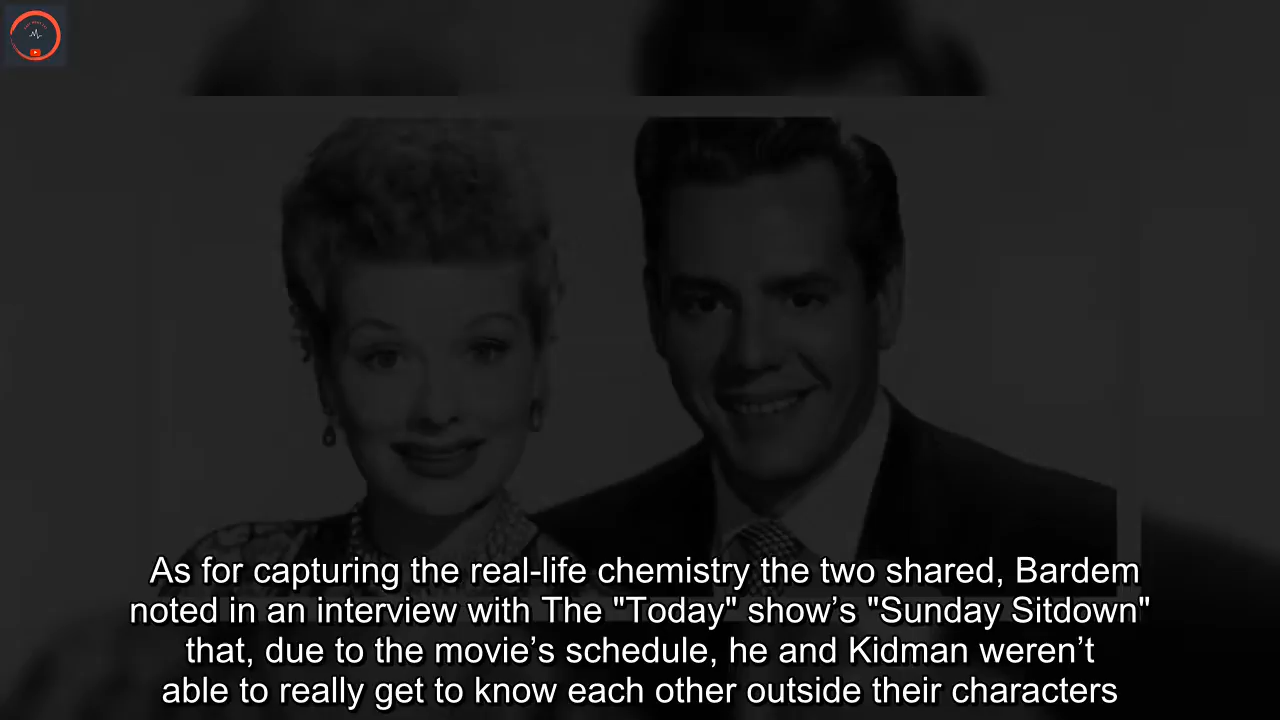 As for capturing the real-life chemistry the two shared, Bardem
noted in an interview with The "Today" show’s "Sunday Sitdown"
that, due to the movie’s schedule, he and Kidman weren’t
able to really get to know each other outside their characters